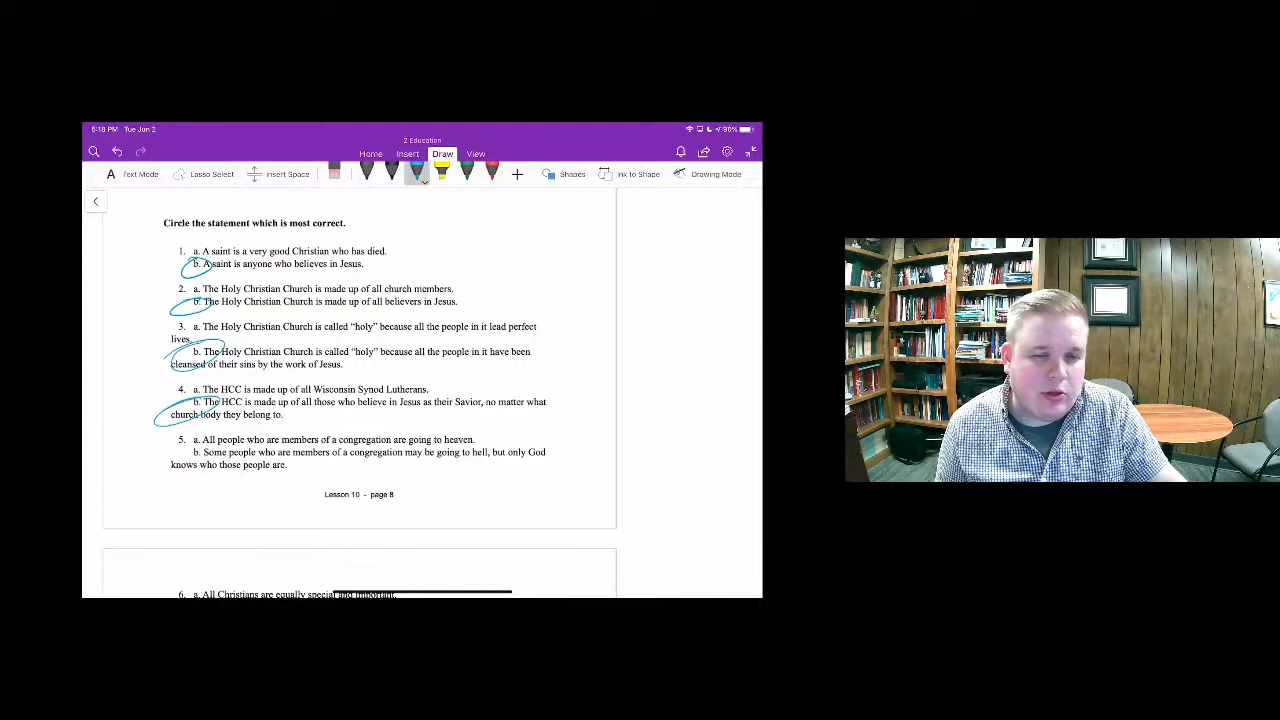 5:18 PM Tue Jun 2
90%
2 Education
Home Insert Draw View
A Text Mode Lasso Select Insert Space Shapes Ink to Shape Drawing Mode
Circle the statement which is most correct.
1. a. A saint is a very good Christian who has died.
b. A saint is anyone who believes in Jesus.
2. a. The Holy Christian Church is made up of all church members.
b. The Holy Christian Church is made up of all believers in Jesus.
3. a. The Holy Christian Church is called “holy” because all the people in it lead perfect
lives.
b. The Holy Christian Church is called “holy” because all the people in it have been
cleansed of their sins by the work of Jesus.
4. a. The HCC is made up of all Wisconsin Synod Lutherans.
b. The HCC is made up of all those who believe in Jesus as their Savior, no matter what
church body they belong to.
5. a. All people who are members of a congregation are going to heaven.
b. Some people who are members of a congregation may be going to hell, but only God
knows who those people are.
Lesson 10 - page 8
6. a. All Christians are equally special and important.